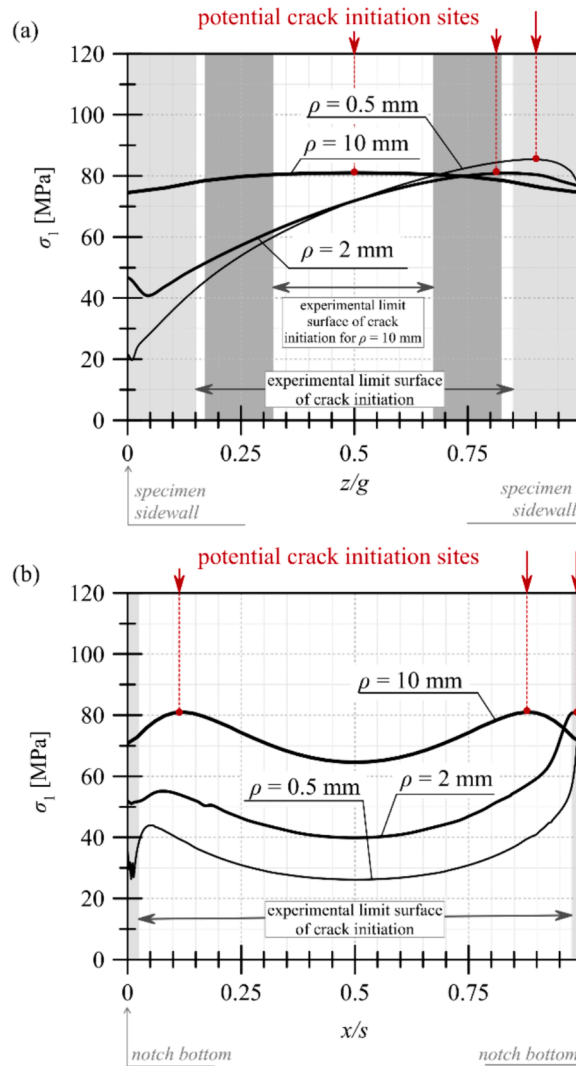 (a)
potential crack initiation sites
120
100
80
60
40
20
0
σ₁ [MPa]
ρ = 0.5 mm
ρ = 10 mm
ρ = 2 mm
experimental limit
surface of crack
initiation for ρ = 10 mm
experimental limit surface
of crack initiation
0
0.25
0.5
0.75
z/g
specimen
sidewall
specimen
sidewall
(b)
potential crack initiation sites
120
100
80
60
40
20
0
σ₁ [MPa]
ρ = 10 mm
ρ = 0.5 mm
ρ = 2 mm
experimental limit surface
of crack initiation
0
0.25
0.5
0.75
x/s
notch bottom
notch bottom